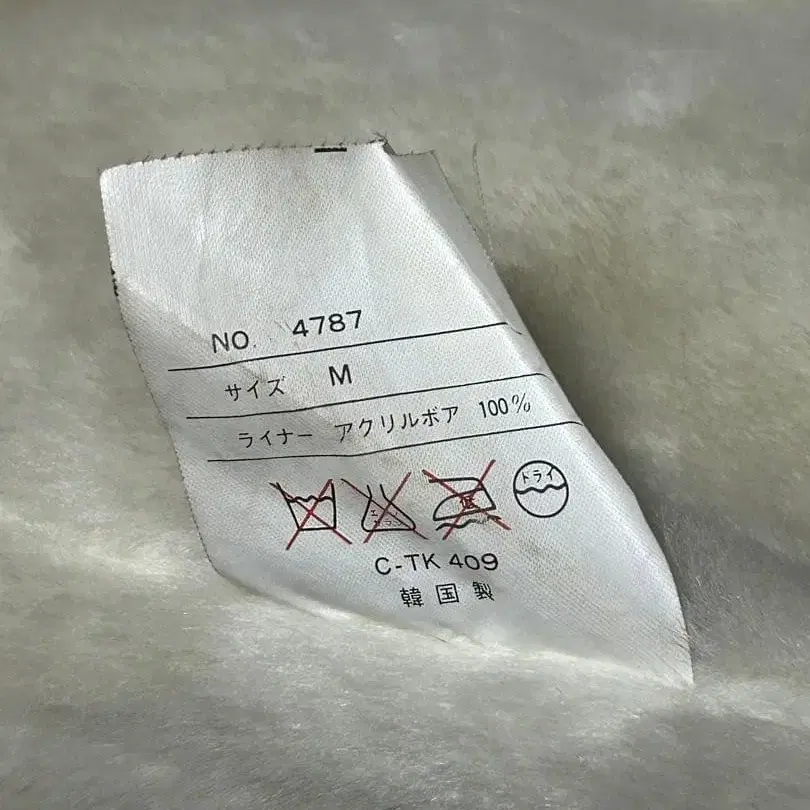 NO. 4787
サイズ M
ライナー アクリルボア 100%
ドライ
C-TK 409
韓国製